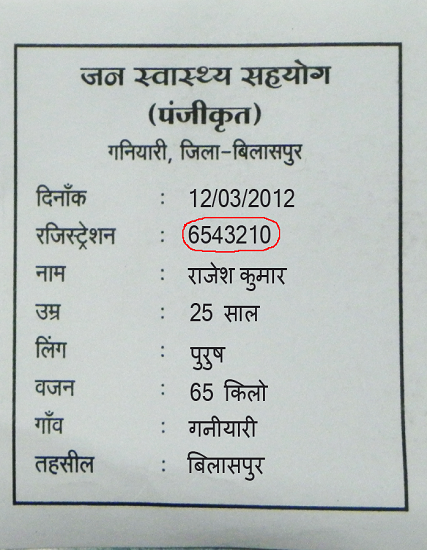 जन स्वास्थ्य सहयोग
(पंजीकृत)
गनियारी, जिला-बिलासपुर
दिनाँक : 12/03/2012
रजिस्ट्रेशन : 6543210
नाम : राजेश कुमार
उम्र : 25 साल
लिंग : पुरुष
वजन : 65 किलो
गाँव : गनीयारी
तहसील : बिलासपुर